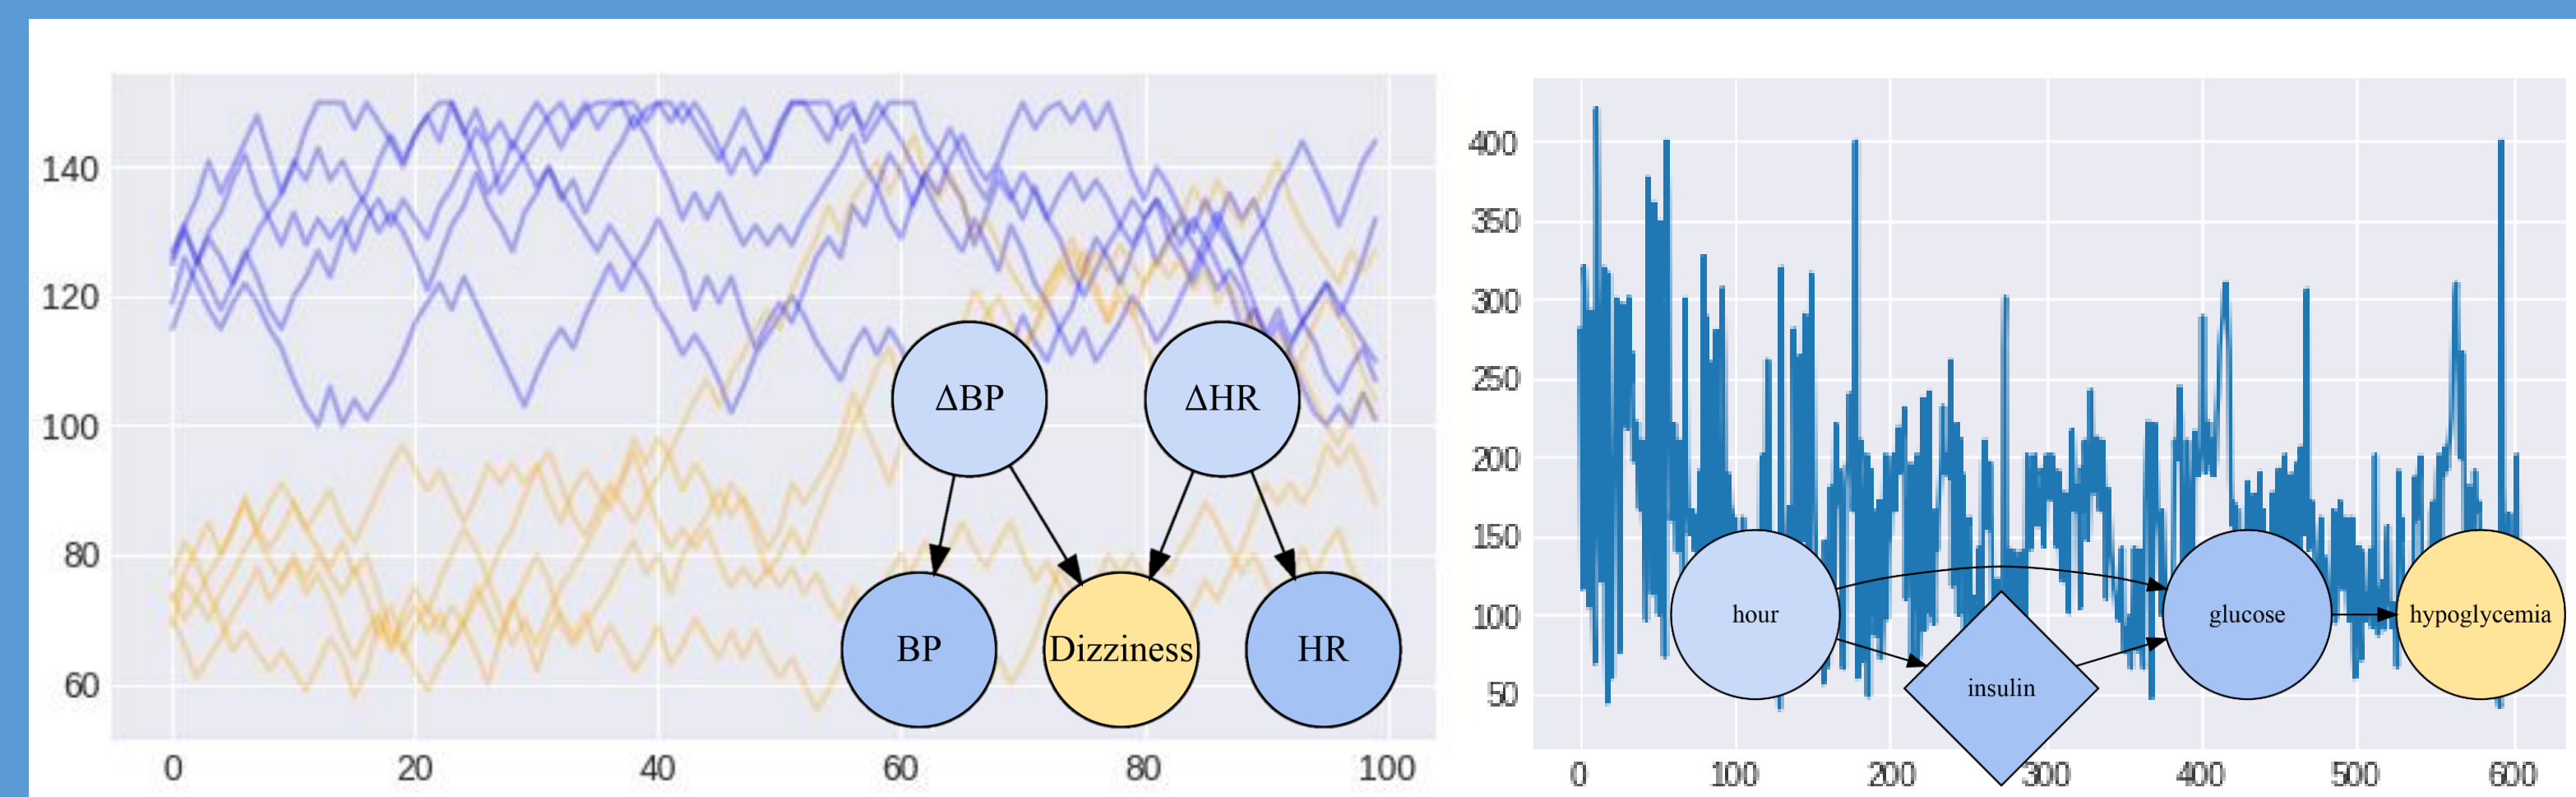 140
120
100
80
60
0 20 40 60 80 100
ΔBP ΔHR
BP Dizziness HR
400
350
300
250
200
150
100
50
0 100 200 300 400 500 600
hour glucose hypoglycemia
insulin